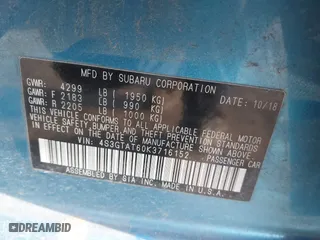 MFD BY SUBARU CORPORATION
DATE: 10/18
GVWR: 4299 LB ( 1950 KG)
GAWR: F 2183 LB ( 990 KG)
GAWR: R 2205 LB ( 1000 KG)
THIS VEHICLE CONFORMS TO ALL APPLICABLE FEDERAL MOTOR
VEHICLE SAFETY, BUMPER, AND THEFT PREVENTION
STANDARDS IN EFFECT ON THE DATE OF MANUFACTURE
SHOWN ABOVE.
VIN: 4S3GTAT60K3716152 PASSENGER CAR
ASSEMBLED BY SIA INC. MADE IN U.S.A.
DREAMBID.COM